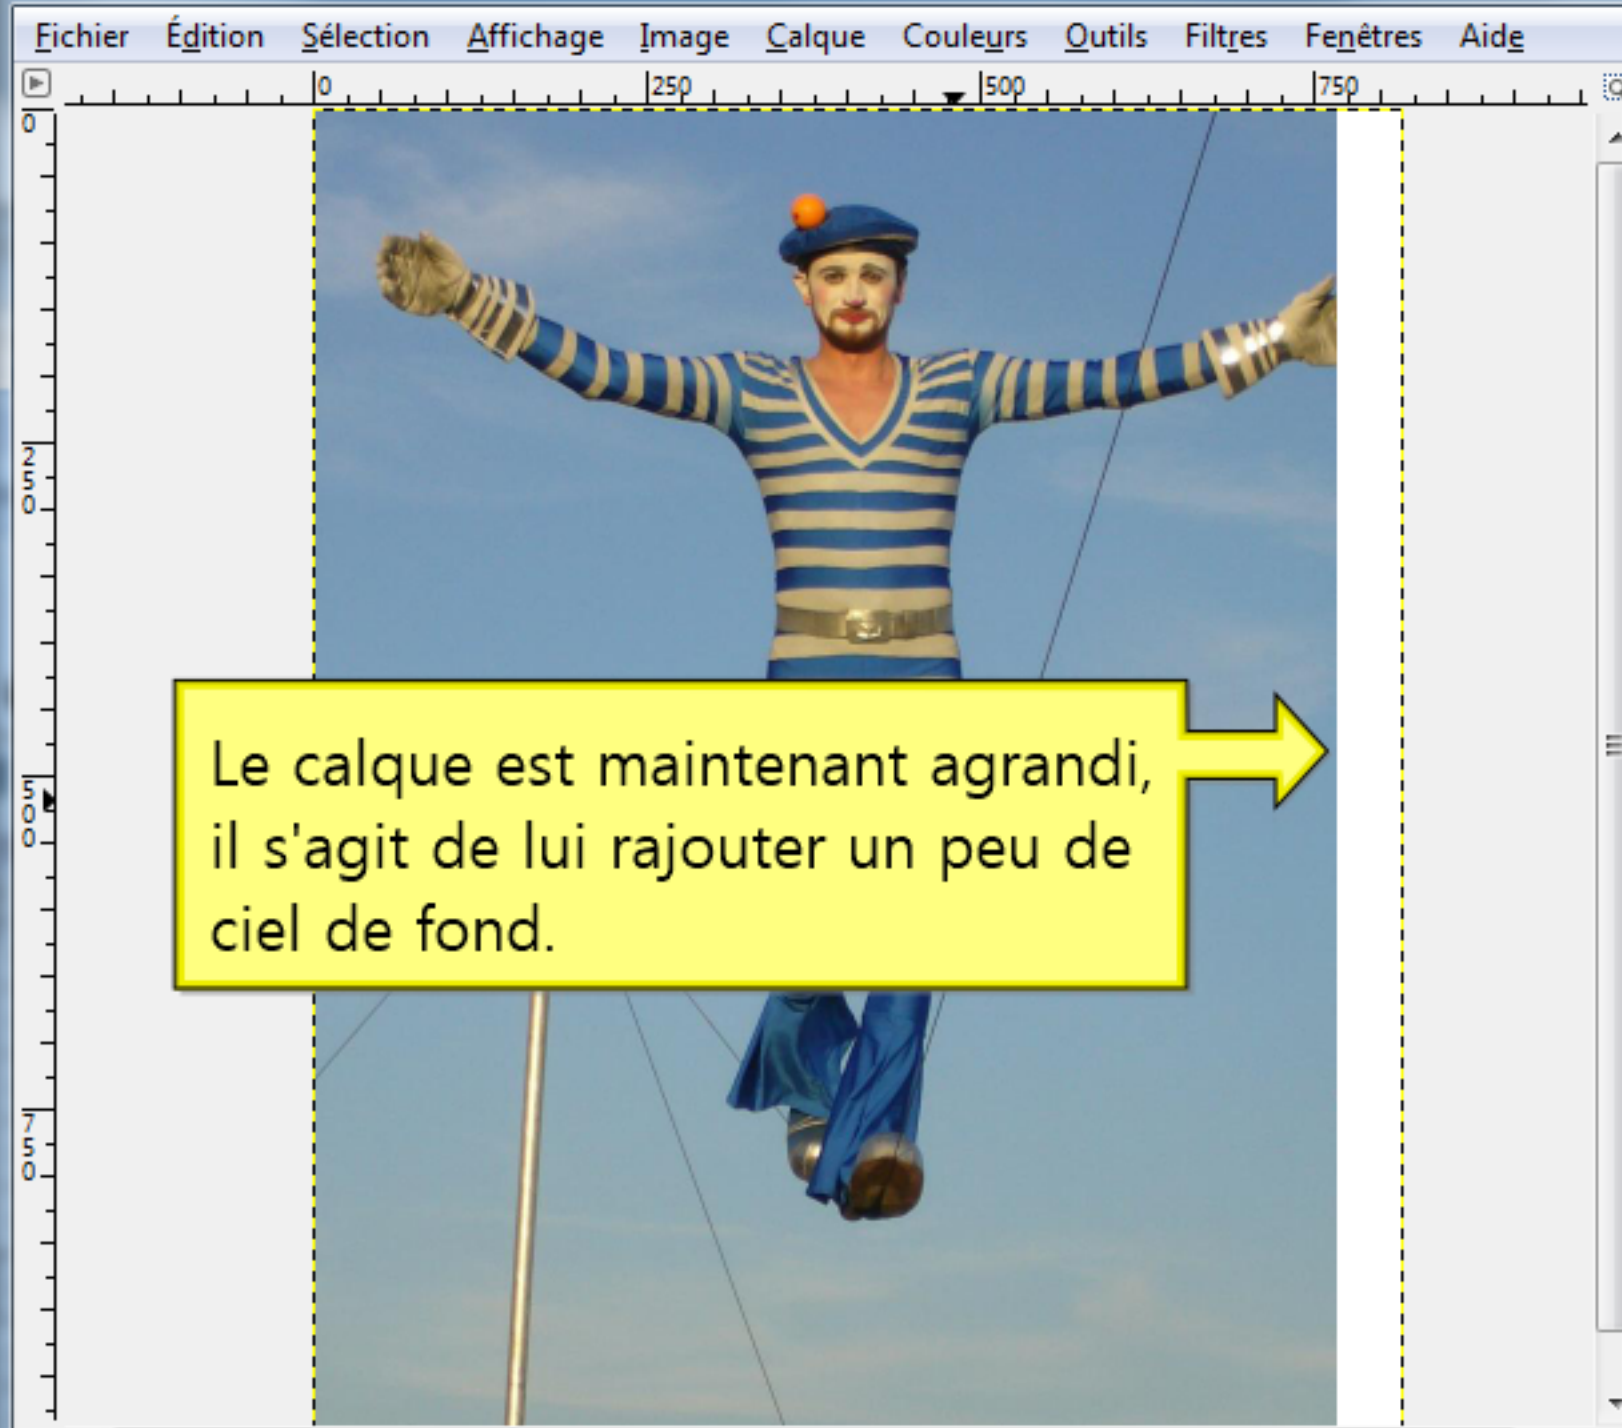 Fichier Édition Sélection Affichage Image Calque Couleurs Outils Filtres Fenêtres Aide
0 250 500 750
0
250
500
750
Le calque est maintenant agrandi,
il s'agit de lui rajouter un peu de
ciel de fond.